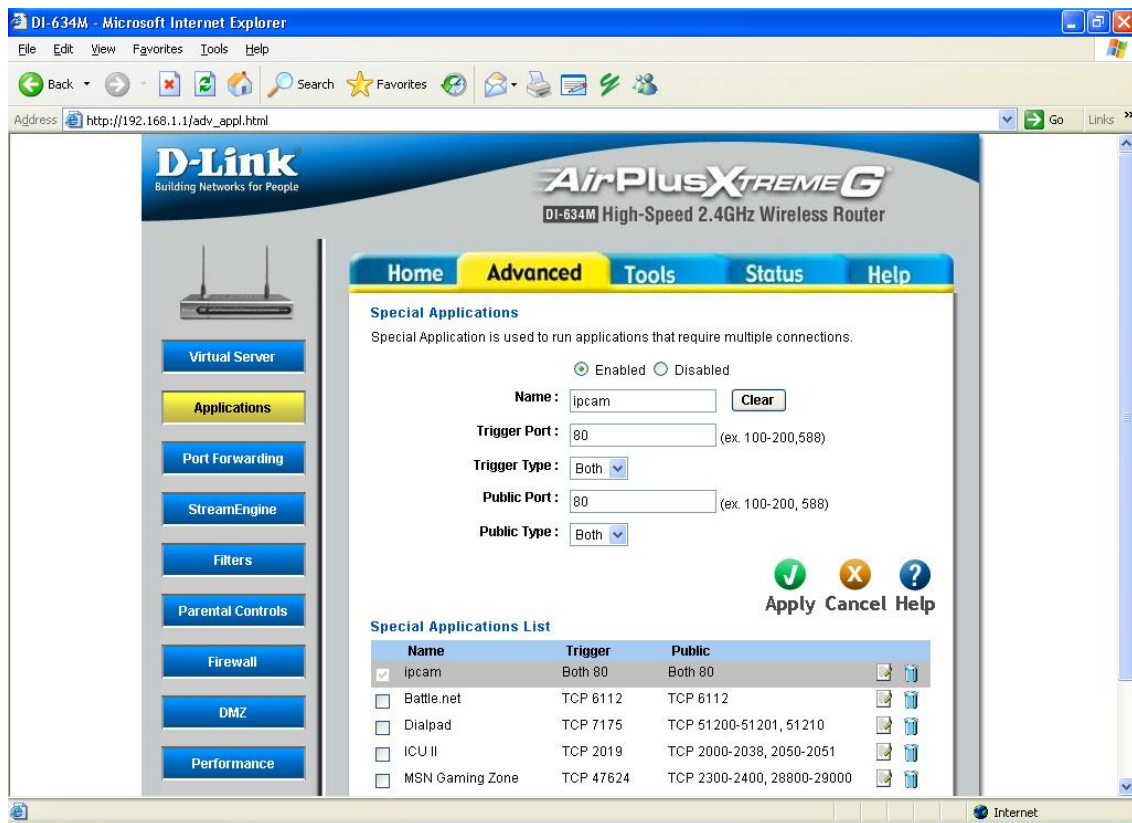 DI-634M - Microsoft Internet Explorer
File Edit View Favorites Tools Help
Back Search Favorites
Address http://192.168.1.1/adv_appl.html Go Links »
D-Link
Building Networks for People
AirPlusXTREMEG
DI-634M High-Speed 2.4GHz Wireless Router
Home Advanced Tools Status Help
Virtual Server
Applications
Port Forwarding
StreamEngine
Filters
Parental Controls
Firewall
DMZ
Performance
Special Applications
Special Application is used to run applications that require multiple connections.
Enabled Disabled
Name : ipcam Clear
Trigger Port : 80 (ex. 100-200,588)
Trigger Type : Both
Public Port : 80 (ex. 100-200, 588)
Public Type : Both
Apply Cancel Help
Special Applications List
Name Trigger Public
ipcam Both 80 Both 80
Battle.net TCP 6112 TCP 6112
Dialpad TCP 7175 TCP 51200-51201, 51210
ICU II TCP 2019 TCP 2000-2038, 2050-2051
MSN Gaming Zone TCP 47624 TCP 2300-2400, 28800-29000
Internet